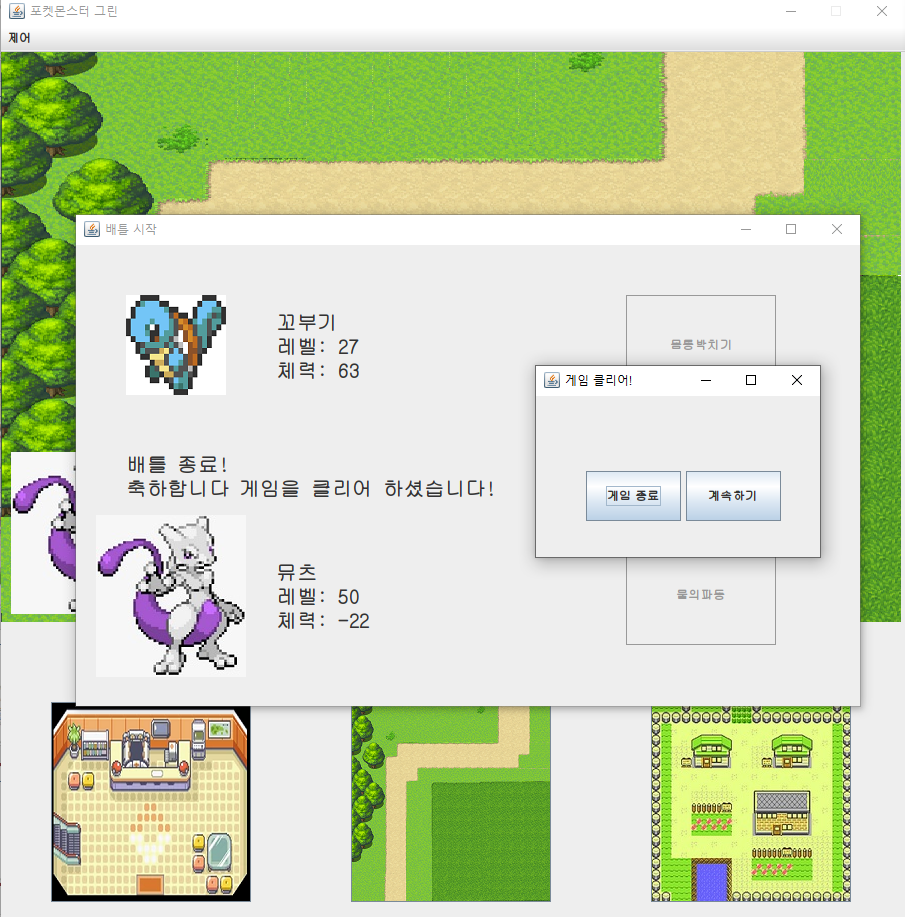 포켓몬스터 그린
제어
배틀 시작
꼬부기
레벨: 27
체력: 63
몸통박치기
게임 클리어!
배틀 종료!
축하합니다 게임을 클리어 하셨습니다!
게임 종료
계속하기
뮤츠
레벨: 50
체력: -22
물의파동